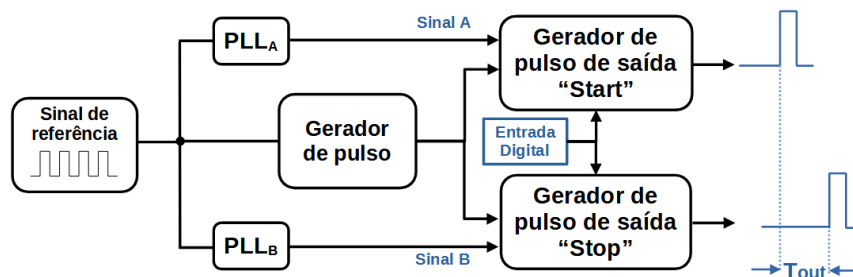 Sinal A
PLLA
Gerador de
pulso de saída
“Start”
Sinal de
referência
Gerador
de pulso
Entrada
Digital
Gerador de
pulso de saída
“Stop”
PLLB
Sinal B
Tout